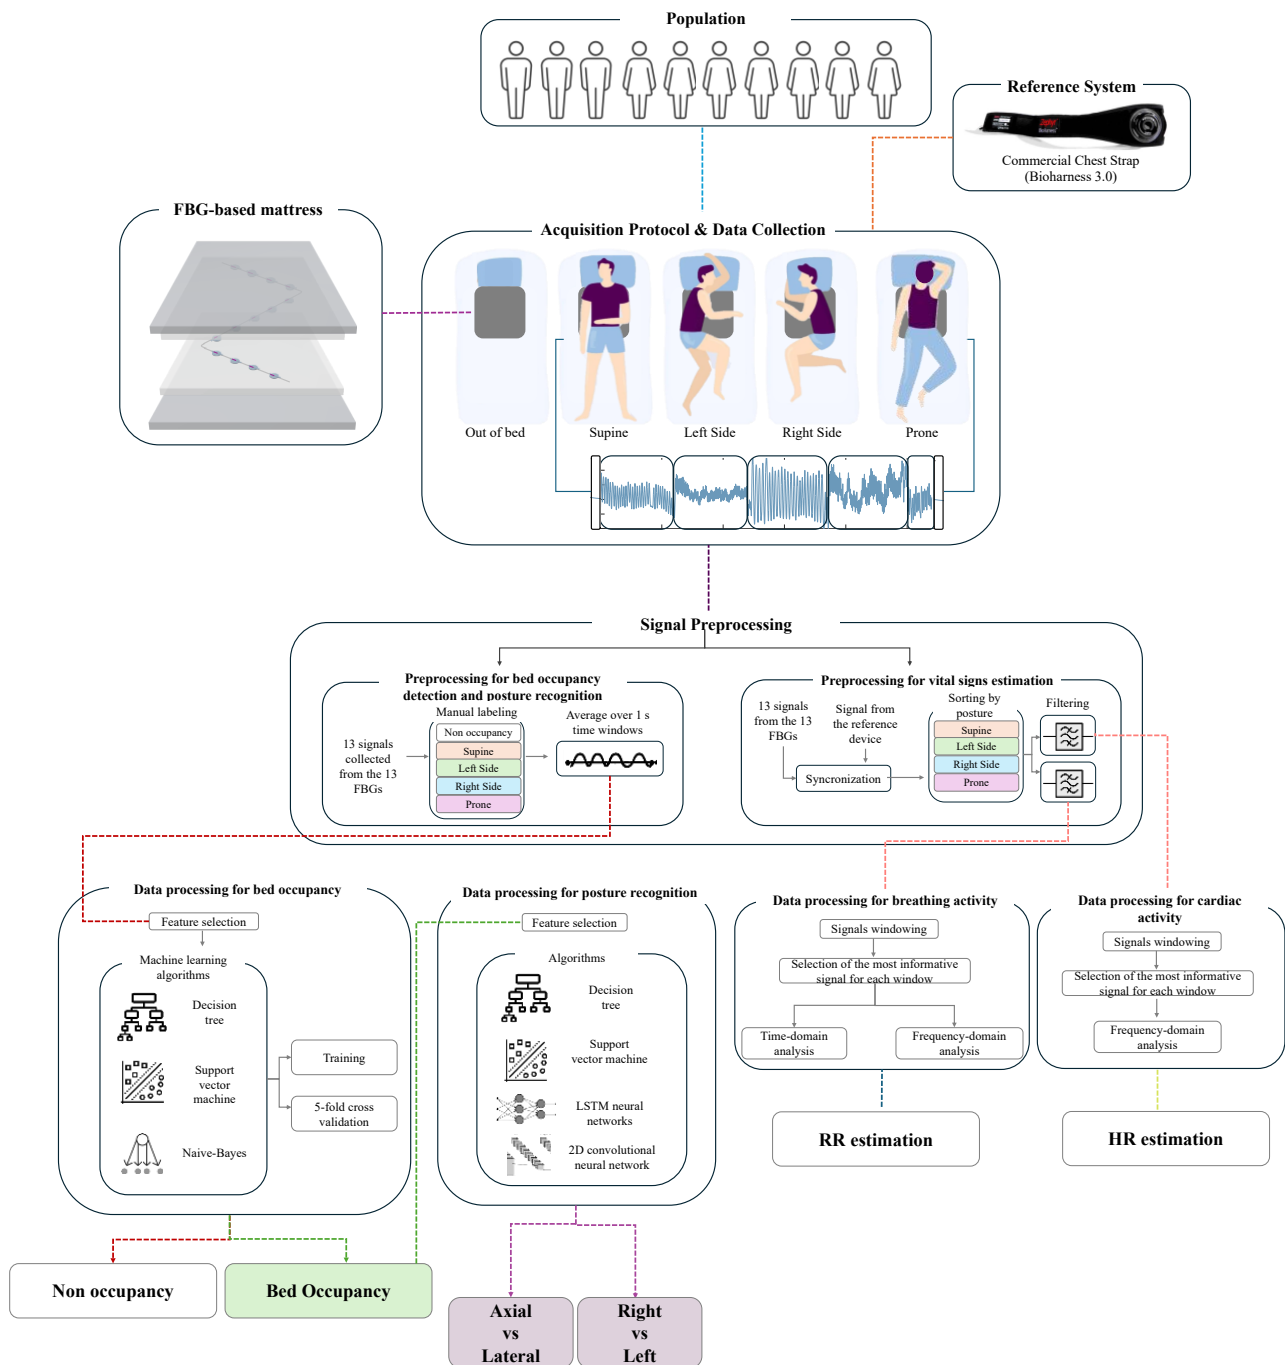 Population
Reference System
Commercial Chest Strap
(Bioharness 3.0)
FBG-based mattress
Acquisition Protocol & Data Collection
Out of bed
Supine
Left Side
Right Side
Prone
Signal Preprocessing
Preprocessing for bed occupancy
detection and posture recognition
Manual labeling
Non occupancy
Supine
Left Side
Right Side
Prone
13 signals
collected
from the 13
FBGs
Average over 1 s
time windows
Preprocessing for vital signs estimation
13 signals
from the 13
FBGs
Signal from
the reference
device
Syncronization
Sorting by
posture
Supine
Left Side
Right Side
Prone
Filtering
Data processing for bed occupancy
Feature selection
Machine learning
algorithms
Decision
tree
Support
vector
machine
Naive-Bayes
Training
5-fold cross
validation
Data processing for posture recognition
Feature selection
Algorithms
Decision
tree
Support
vector machine
LSTM neural
networks
2D convolutional
neural network
Data processing for breathing activity
Signals windowing
Selection of the most informative
signal for each window
Time-domain
analysis
Frequency-domain
analysis
Data processing for cardiac
activity
Signals windowing
Selection of the most informative
signal for each window
Frequency-domain
analysis
RR estimation
HR estimation
Non occupancy
Bed Occupancy
Axial
vs
Lateral
Right
vs
Left